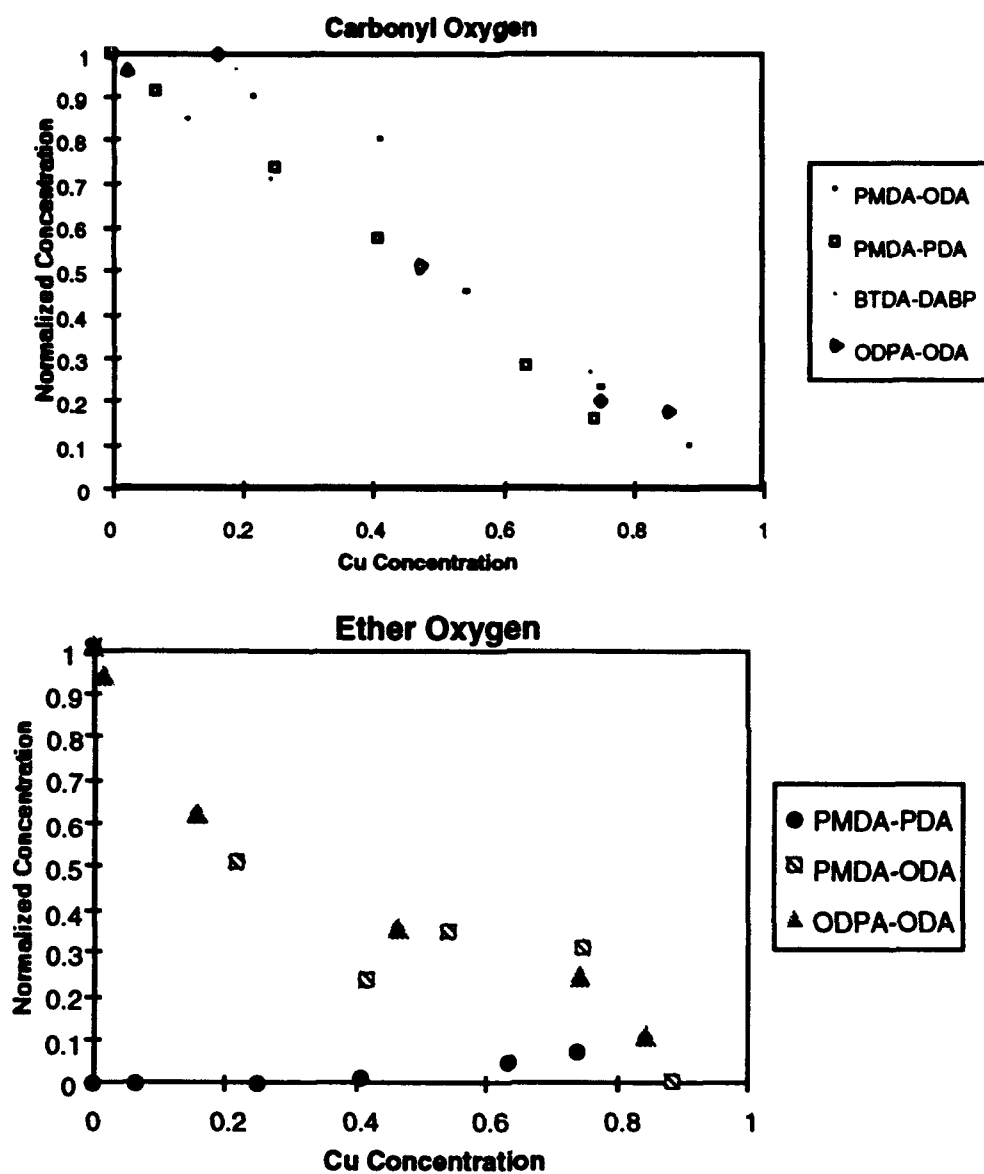 Carbonyl Oxygen
Normalized Concentration
1
0.9
0.8
0.7
0.6
0.5
0.4
0.3
0.2
0.1
0
0
0.2
0.4
0.6
0.8
1
Cu Concentration
PMDA-ODA
PMDA-PDA
BTDA-DABP
ODPA-ODA
Ether Oxygen
Normalized Concentration
1
0.9
0.8
0.7
0.6
0.5
0.4
0.3
0.2
0.1
0
0
0.2
0.4
0.6
0.8
1
Cu Concentration
PMDA-PDA
PMDA-ODA
ODPA-ODA